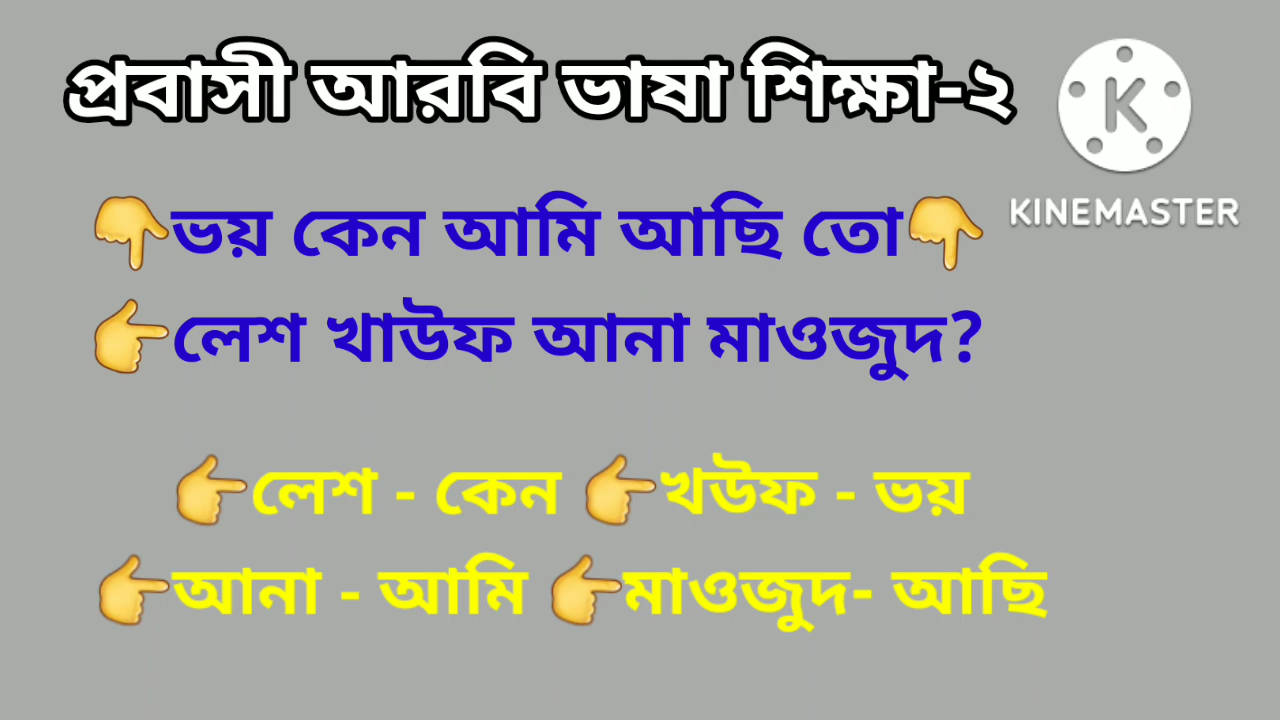 প্রবাসী আরবি ভাষা শিক্ষা-২
KINEMASTER
👇ভয় কেন আমি আছি তো👇
👉লেশ খাউফ আনা মাওজুদ?
👉লেশ - কেন 👉খউফ - ভয়
👉আনা - আমি 👉মাওজুদ- আছি